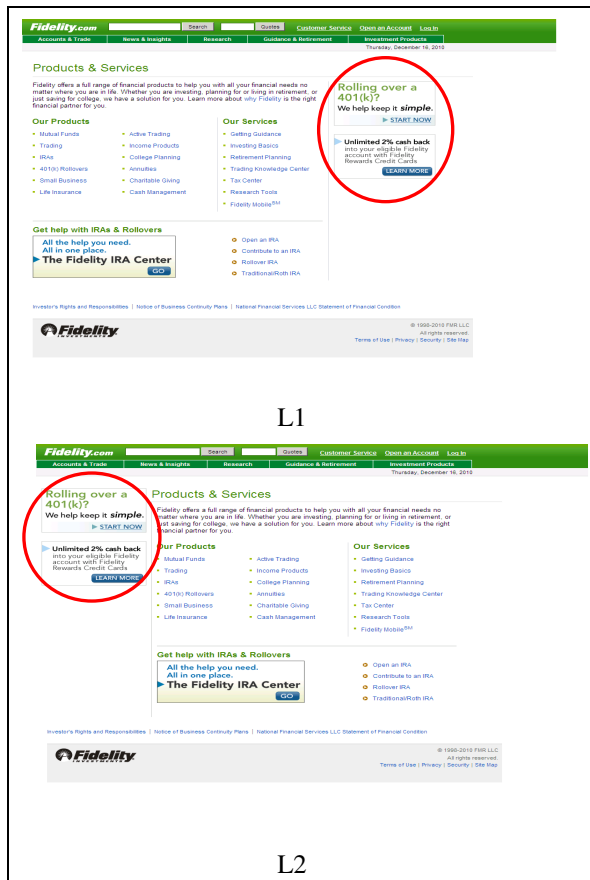 Fidelity.com Search Quotes Customer Service Open an Account Log In
Accounts & Trade News & Insights Research Guidance & Retirement Investment Products
Thursday, December 16, 2010
Products & Services
Fidelity offers a full range of financial products to help you with all your financial needs no
matter where you are in life. Whether you are investing, planning for or living in retirement, or
just saving for college, we have a solution for you. Learn more about why Fidelity is the right
financial partner for you.
Our Products
Mutual Funds
Trading
IRAs
401(k) Rollovers
Small Business
Life Insurance
Active Trading
Income Products
College Planning
Annuities
Charitable Giving
Cash Management
Our Services
Getting Guidance
Investing Basics
Retirement Planning
Trading Knowledge Center
Tax Center
Research Tools
Fidelity Mobile℠
Rolling over a
401(k)?
We help keep it simple.
START NOW
Unlimited 2% cash back
into your eligible Fidelity
account with Fidelity
Rewards Credit Cards
LEARN MORE
Get help with IRAs & Rollovers
All the help you need.
All in one place.
The Fidelity IRA Center
GO
Open an IRA
Contribute to an IRA
Rollover IRA
Traditional/Roth IRA
Investor's Rights and Responsibilities | Notice of Business Continuity Plans | National Financial Services LLC Statement of Financial Condition
Fidelity
INVESTMENTS
© 1998-2010 FMR LLC
All rights reserved.
Terms of Use | Privacy | Security | Site Map
L1
Fidelity.com Search Quotes Customer Service Open an Account Log In
Accounts & Trade News & Insights Research Guidance & Retirement Investment Products
Thursday, December 16, 2010
Rolling over a
401(k)?
We help keep it simple.
START NOW
Unlimited 2% cash back
into your eligible Fidelity
account with Fidelity
Rewards Credit Cards
LEARN MORE
Products & Services
Fidelity offers a full range of financial products to help you with all your financial needs no
matter where you are in life. Whether you are investing, planning for or living in retirement, or
just saving for college, we have a solution for you. Learn more about why Fidelity is the right
financial partner for you.
Our Products
Mutual Funds
Trading
IRAs
401(k) Rollovers
Small Business
Life Insurance
Active Trading
Income Products
College Planning
Annuities
Charitable Giving
Cash Management
Our Services
Getting Guidance
Investing Basics
Retirement Planning
Trading Knowledge Center
Tax Center
Research Tools
Fidelity Mobile℠
Get help with IRAs & Rollovers
All the help you need.
All in one place.
The Fidelity IRA Center
GO
Open an IRA
Contribute to an IRA
Rollover IRA
Traditional/Roth IRA
Investor's Rights and Responsibilities | Notice of Business Continuity Plans | National Financial Services LLC Statement of Financial Condition
Fidelity
INVESTMENTS
© 1998-2010 FMR LLC
All rights reserved.
Terms of Use | Privacy | Security | Site Map
L2